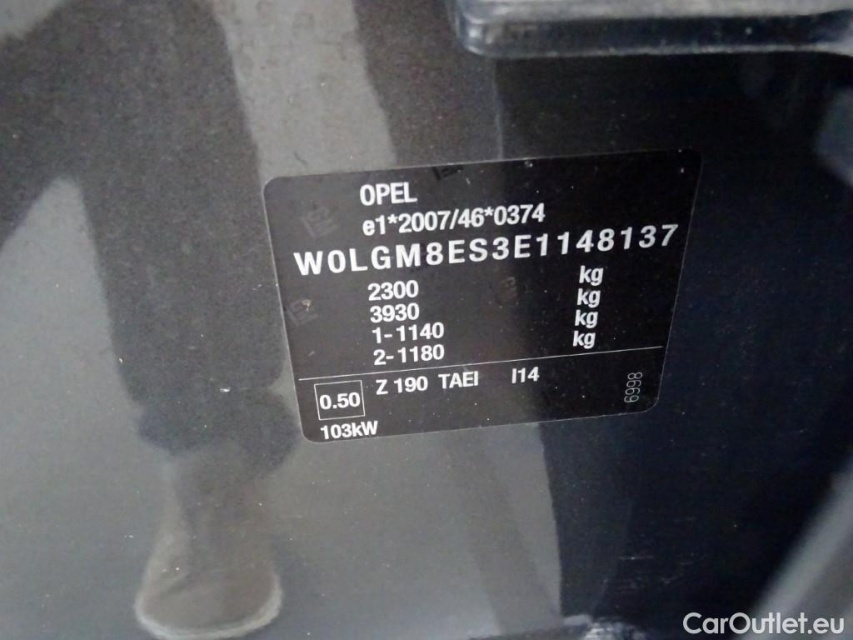 OPEL
e1*2007/46*0374
W0LGM8ES3E1148137
2300 kg
3930 kg
1-1140 kg
2-1180 kg
0.50 Z 190 TAEI I14
103kW
6998
CarOutlet.eu